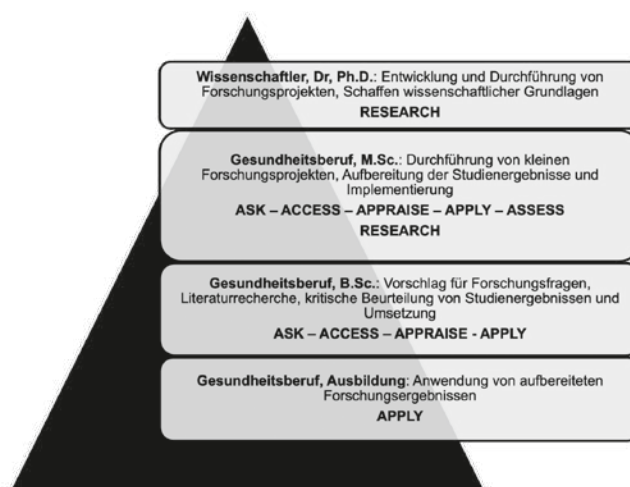 Wissenschaftler, Dr, Ph.D.: Entwicklung und Durchführung von
Forschungsprojekten, Schaffen wissenschaftlicher Grundlagen
RESEARCH
Gesundheitsberuf, M.Sc.: Durchführung von kleinen
Forschungsprojekten, Aufbereitung der Studienergebnisse und
Implementierung
ASK – ACCESS – APPRAISE – APPLY – ASSESS
RESEARCH
Gesundheitsberuf, B.Sc.: Vorschlag für Forschungsfragen,
Literaturrecherche, kritische Beurteilung von Studienergebnissen und
Umsetzung
ASK – ACCESS – APPRAISE - APPLY
Gesundheitsberuf, Ausbildung: Anwendung von aufbereiteten
Forschungsergebnissen
APPLY